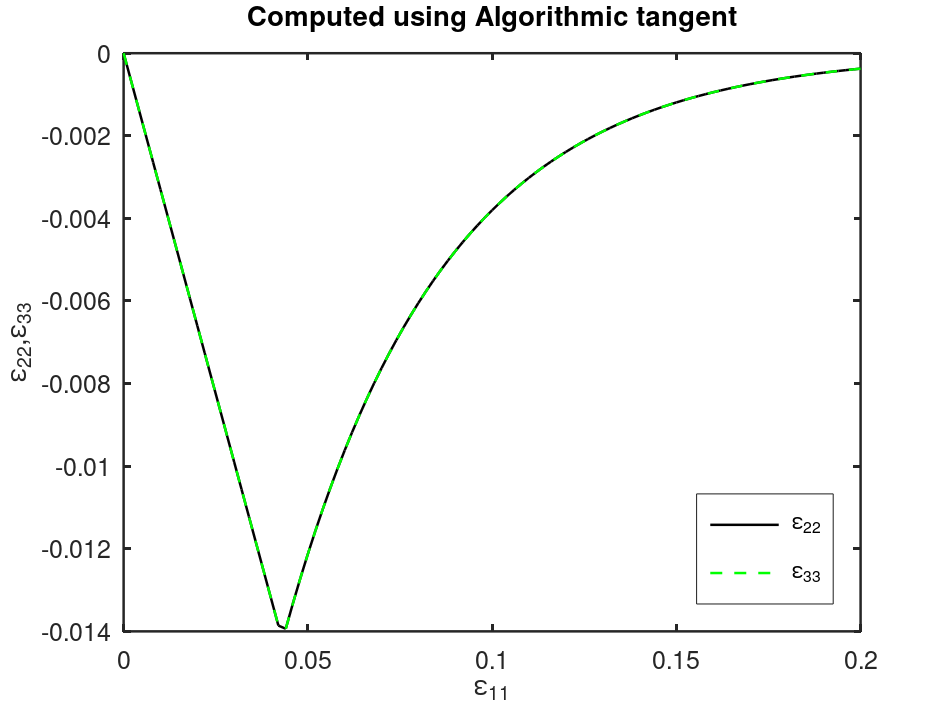 Computed using Algorithmic tangent
0
-0.002
-0.004
-0.006
-0.008
-0.01
-0.012
-0.014
ε22,ε33
0
0.05
0.1
0.15
0.2
ε11
ε22
ε33